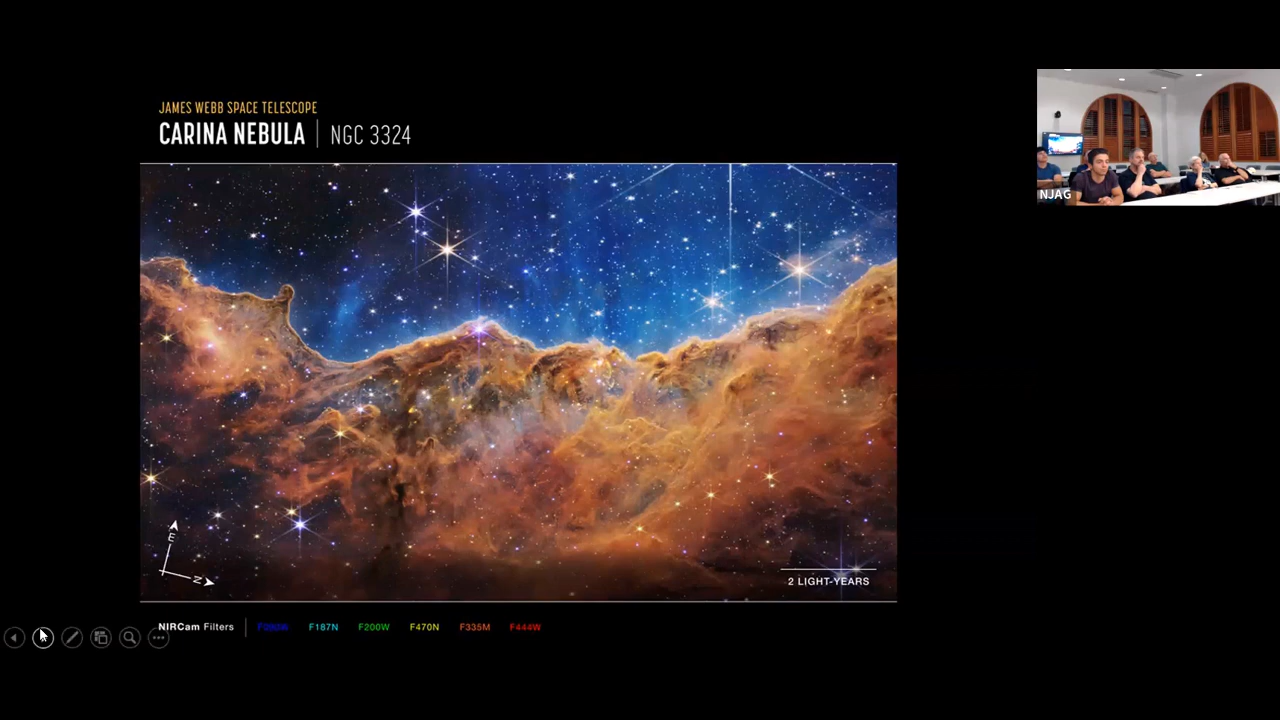 JAMES WEBB SPACE TELESCOPE
CARINA NEBULA | NGC 3324
NJAG
E
N
2 LIGHT-YEARS
NIRCam Filters | F090W F187N F200W F470N F335M F444W